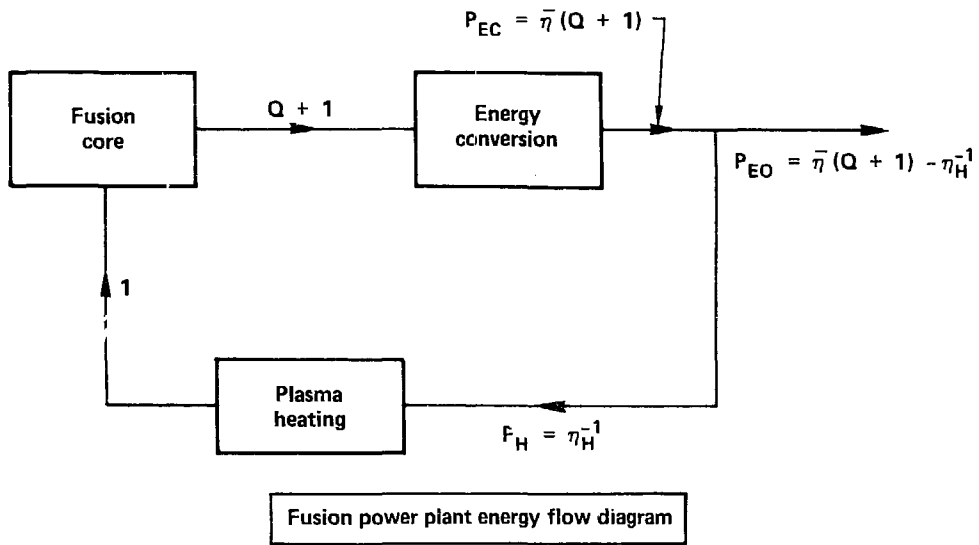 P_EC = η̄ (Q + 1)
Fusion
core
Q + 1
Energy
conversion
P_EO = η̄ (Q + 1) - η_H^-1
1
Plasma
heating
P_H = η_H^-1
Fusion power plant energy flow diagram